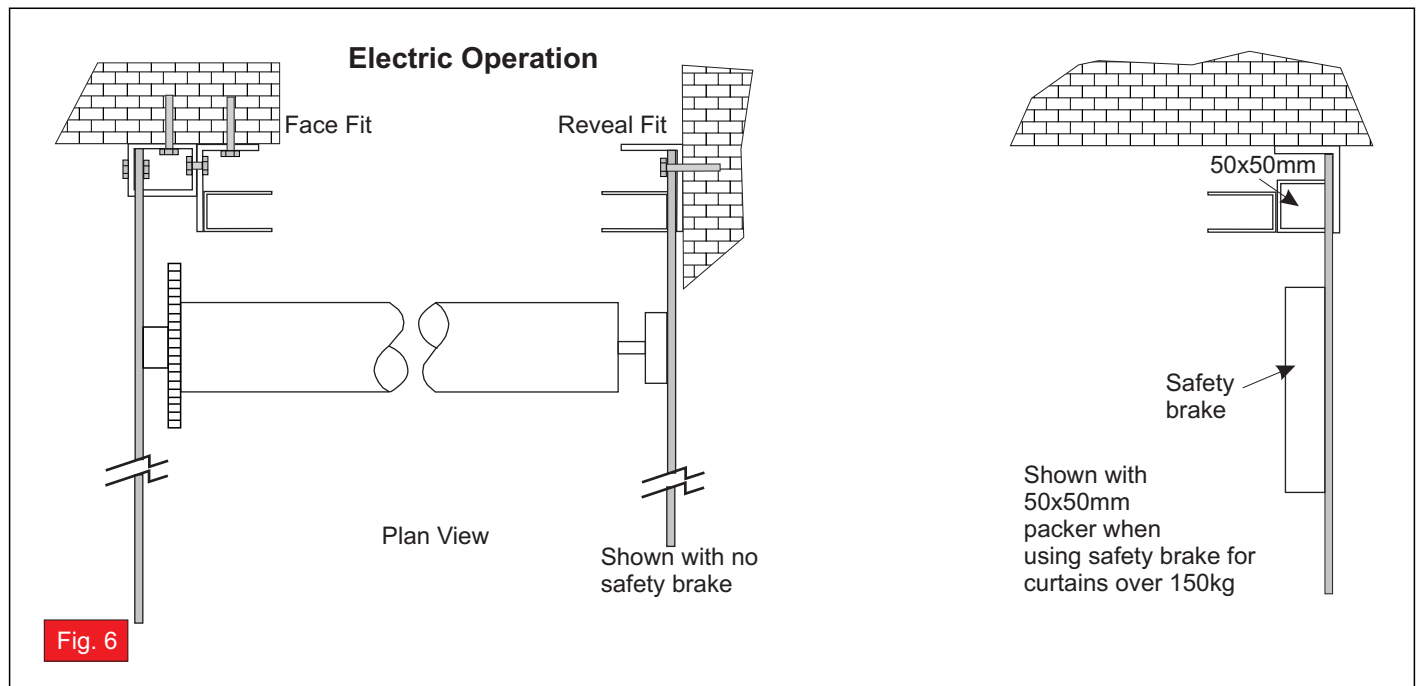 Electric Operation
Face Fit
Reveal Fit
50x50mm
Safety
brake
Shown with
50x50mm
packer when
using safety brake for
curtains over 150kg
Plan View
Shown with no
safety brake
Fig. 6